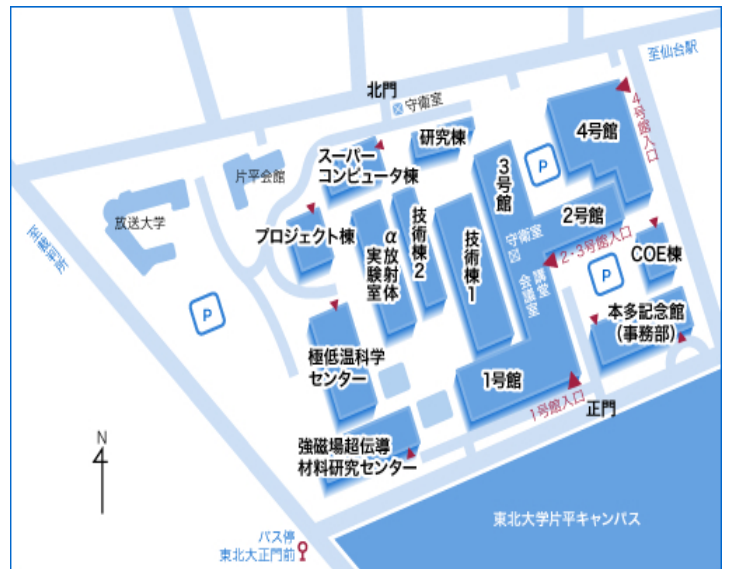 至仙台駅
北門
守衛室
4号館入口
研究棟
4号館
スーパー
コンピュータ棟
3号館
P
片平会館
2号館
放送大学
技術棟2
技術棟1
α放射体
実験室
守衛室
2・3号館入口
プロジェクト棟
COE棟
至裁判所
講堂
会議室
P
P
本多記念館
(事務部)
極低温科学
センター
1号館
1号館入口
正門
N
強磁場超伝導
材料研究センター
東北大学片平キャンパス
バス停
東北大正門前